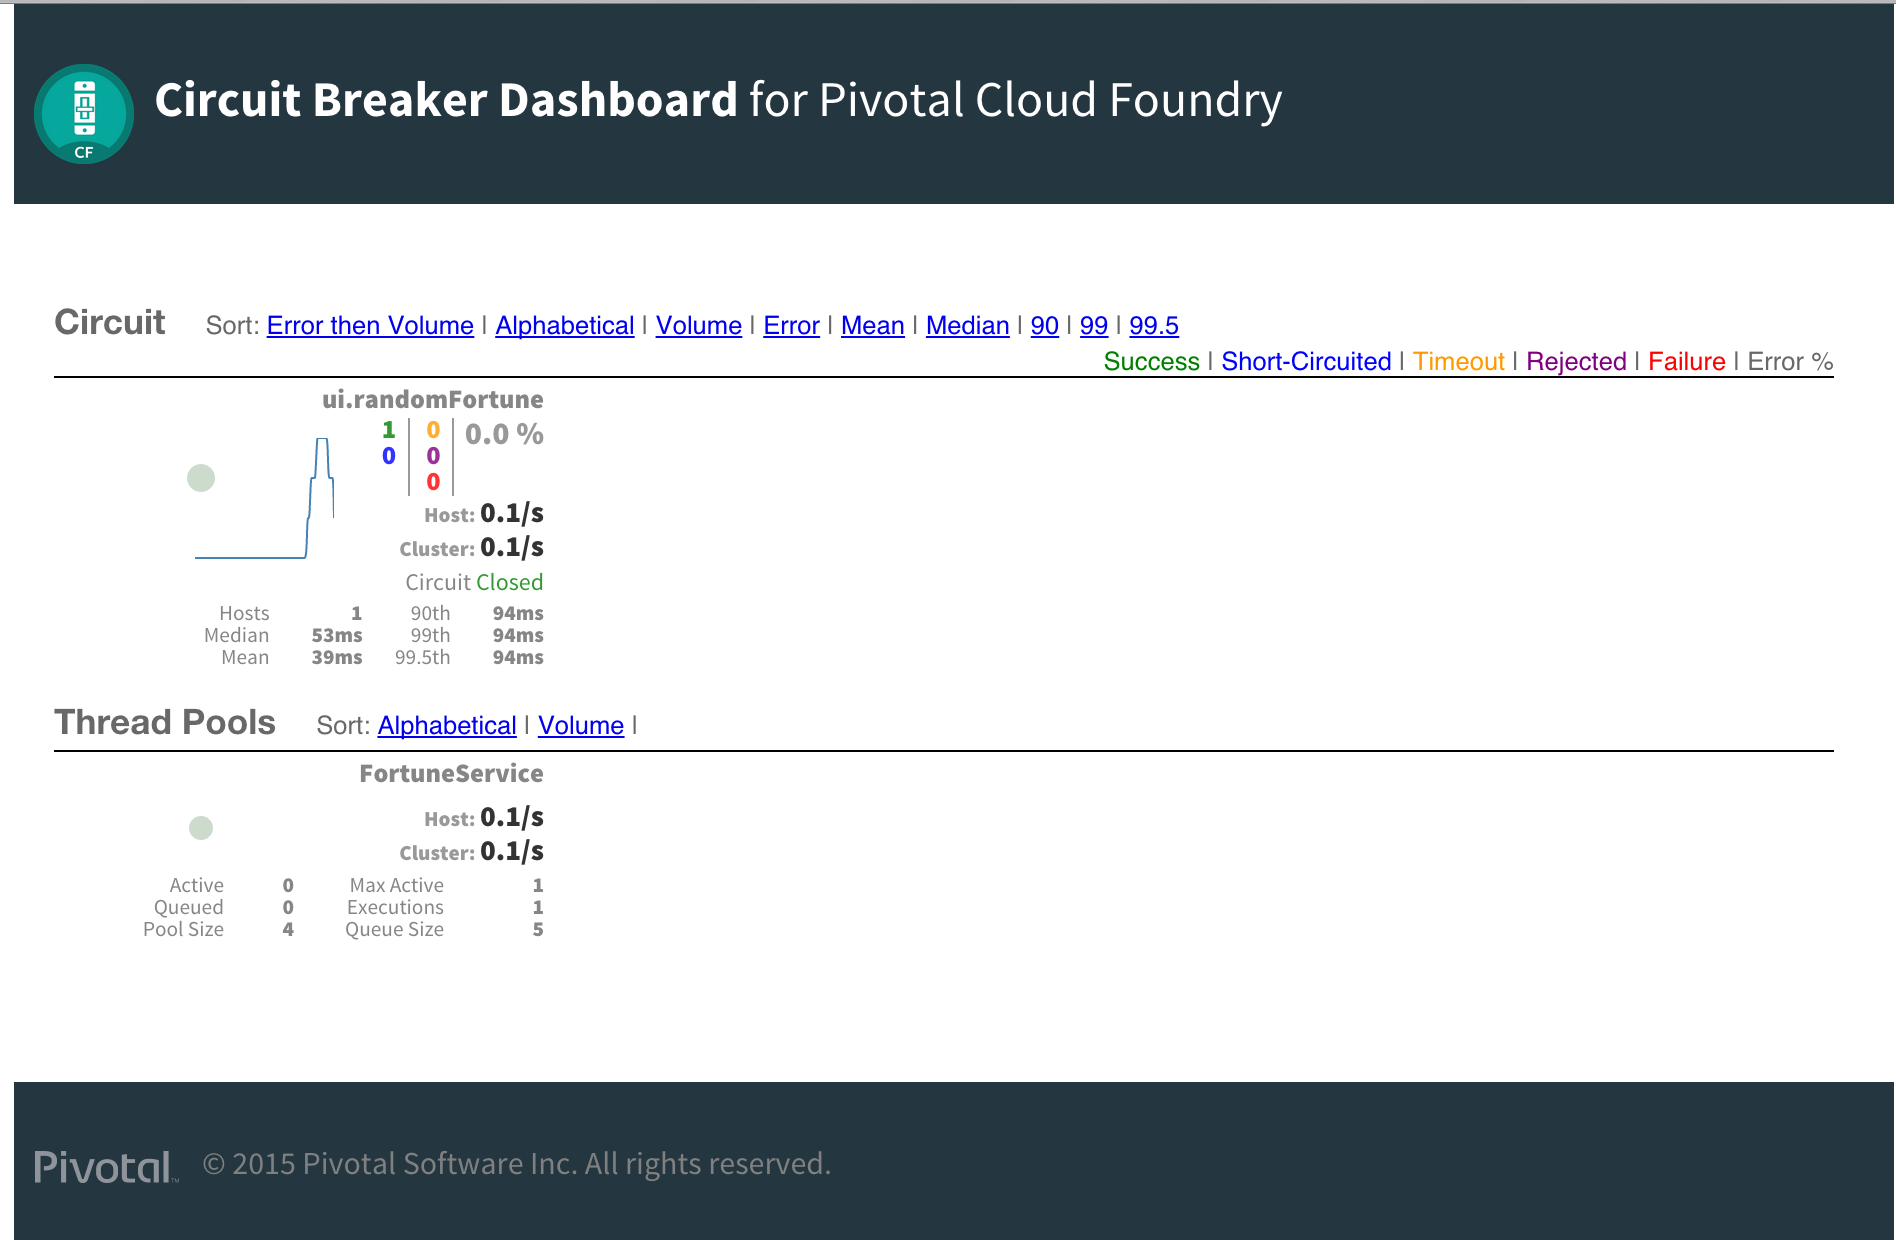 Circuit Breaker Dashboard for Pivotal Cloud Foundry
CF
Circuit Sort: Error then Volume | Alphabetical | Volume | Error | Mean | Median | 90 | 99 | 99.5
Success | Short-Circuited | Timeout | Rejected | Failure | Error %
ui.randomFortune
1 0 0.0 %
0 0
0
Host: 0.1/s
Cluster: 0.1/s
Circuit Closed
Hosts 1 90th 94ms
Median 53ms 99th 94ms
Mean 39ms 99.5th 94ms
Thread Pools Sort: Alphabetical | Volume |
FortuneService
Host: 0.1/s
Cluster: 0.1/s
Active 0 Max Active 1
Queued 0 Executions 1
Pool Size 4 Queue Size 5
Pivotal™ © 2015 Pivotal Software Inc. All rights reserved.